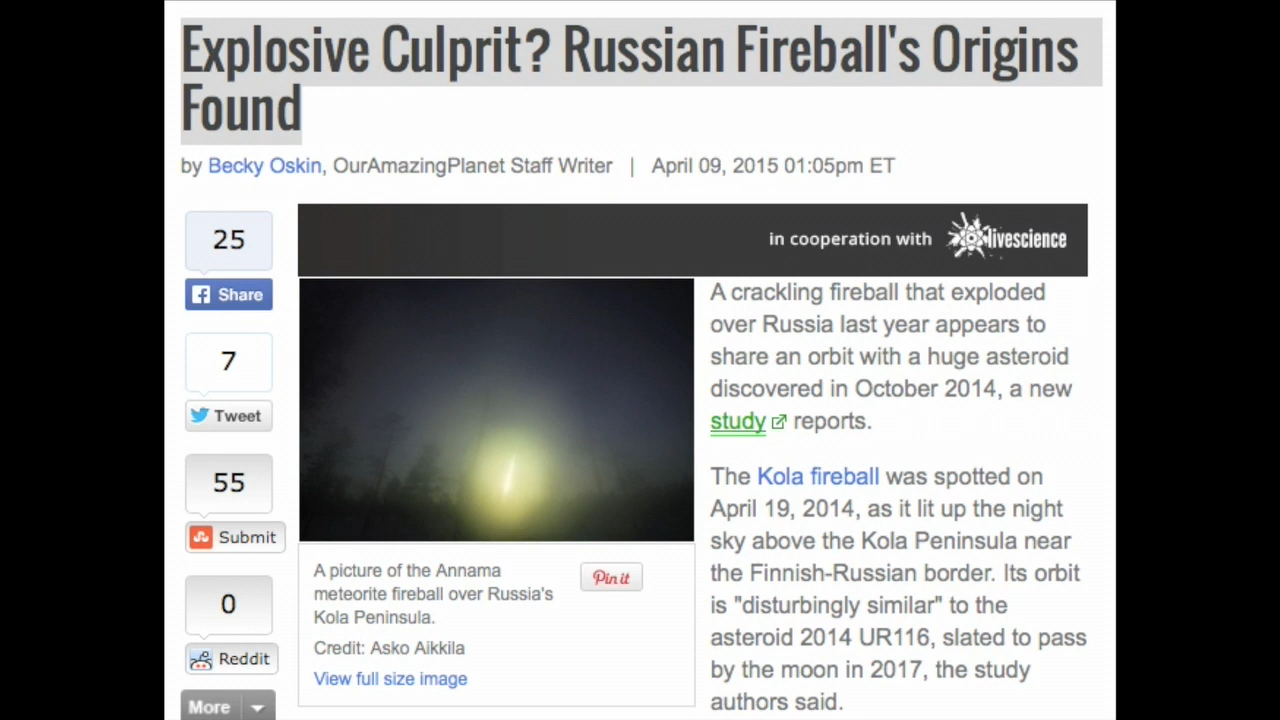 Explosive Culprit? Russian Fireball's Origins
Found
by Becky Oskin, OurAmazingPlanet Staff Writer | April 09, 2015 01:05pm ET
25
Share
7
Tweet
55
Submit
0
Reddit
More
in cooperation with livescience
A picture of the Annama
meteorite fireball over Russia's
Kola Peninsula.
Credit: Asko Aikkila
View full size image
Pin it
A crackling fireball that exploded
over Russia last year appears to
share an orbit with a huge asteroid
discovered in October 2014, a new
study reports.
The Kola fireball was spotted on
April 19, 2014, as it lit up the night
sky above the Kola Peninsula near
the Finnish-Russian border. Its orbit
is "disturbingly similar" to the
asteroid 2014 UR116, slated to pass
by the moon in 2017, the study
authors said.